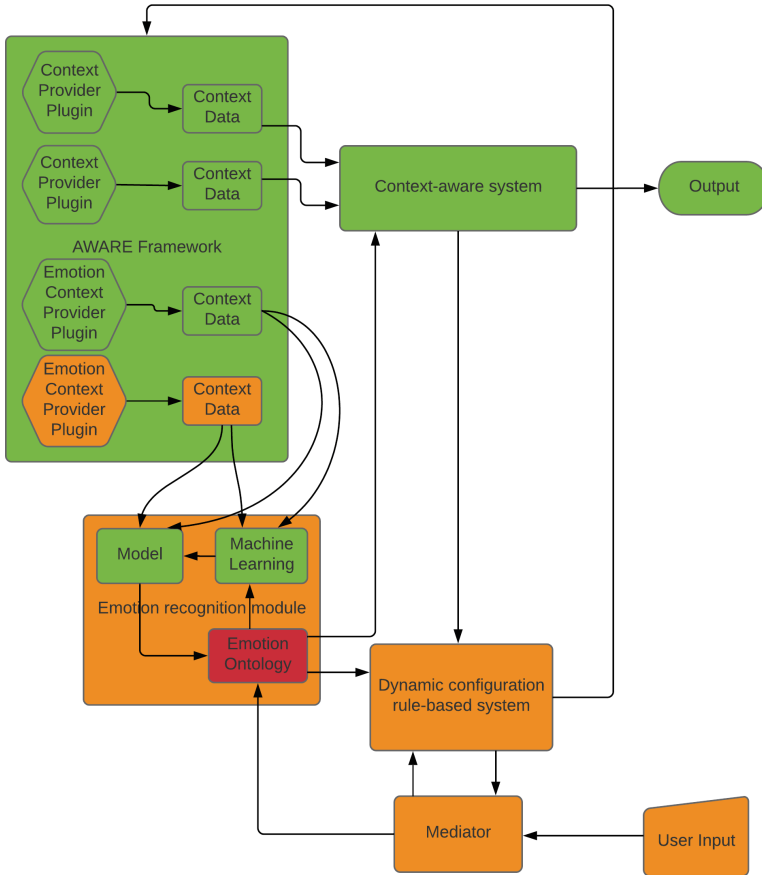 Context
Provider
Plugin
Context
Data
Context
Provider
Plugin
Context
Data
Context-aware system
Output
AWARE Framework
Emotion
Context
Provider
Plugin
Context
Data
Emotion
Context
Provider
Plugin
Context
Data
Model
Machine
Learning
Emotion recognition module
Emotion
Ontology
Dynamic configuration
rule-based system
Mediator
User Input